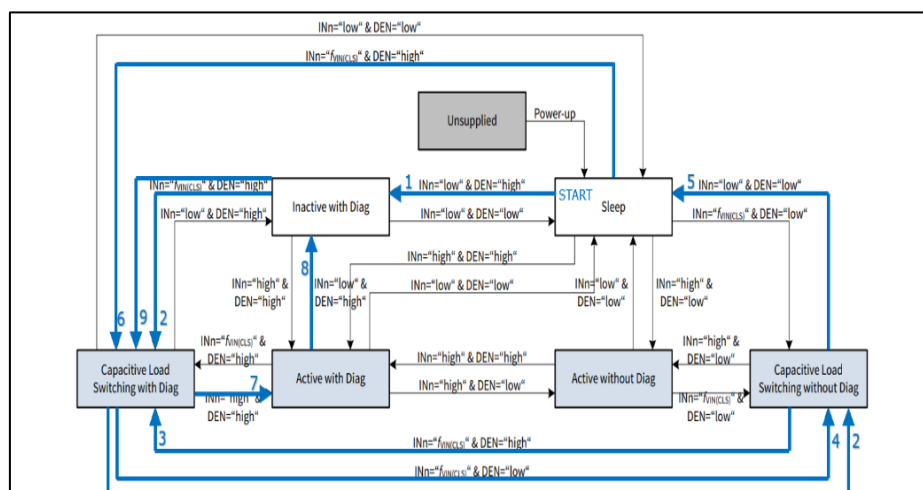 INn="low" & DEN="low"
INn="fVIN(CLS)" & DEN="high"
Unsupplied
Power-up
INn="fVIN(CLS)" & DEN="high"
1
INn="low" & DEN="high"
START
5
INn="low" & DEN="low"
Inactive with Diag
Sleep
INn="low" & DEN="high"
INn="low" & DEN="low"
INn="fVIN(CLS)" & DEN="low"
INn="high" & DEN="high"
8
INn="high" &
DEN="high"
INn="low" &
DEN="high"
INn="low" & DEN="low"
INn="low" &
DEN="low"
INn="high" &
DEN="low"
6
9
2
INn="fVIN(CLS)" &
DEN="high"
INn="high" & DEN="high"
INn="high" &
DEN="low"
Capacitive Load
Switching with Diag
7
Active with Diag
Active without Diag
Capacitive Load
Switching without Diag
INn="high" &
DEN="high"
INn="high" & DEN="low"
INn="fVIN(CLS)" &
DEN="low"
3
INn="fVIN(CLS)" & DEN="high"
4
2
INn="fVIN(CLS)" & DEN="low"